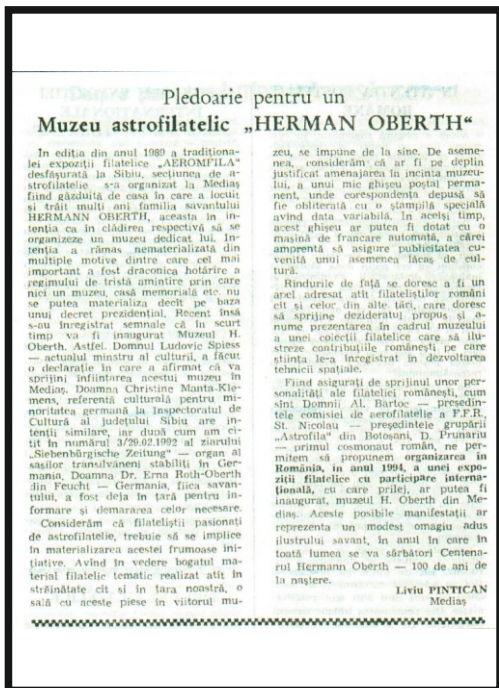 Pledoarie pentru un
Muzeu astrofilatelic „HERMAN OBERTH“
In ediția din anul 1989 a traditiona-
lei expoziții filatelice "AEROMFILA"
desfășurată la Sibiu, secțiunea de a-
strofilatelie s-a organizat la Mediaș
fiind găzduită de casa în care a locuit
și trăit mulți ani familia savantului
HERMANN OBERTH, aceasta în in-
tenția ca în clădirea respectivă să se
organizeze un muzeu dedicat lui. In-
tenția a rămas nematerializată din
multiple motive dintre care cel mai
important a fost draconica hotărîre a
regimului de tristă amintire prin care
nici un muzeu, casă memorială etc. nu
se putea materializa decît pe baza
unui decret prezidențial. Recent însă
s-au înregistrat semnale că în scurt
timp va fi inaugurat Muzeul H.
Oberth. Astfel. Domnul Ludovic Spiess
— actualul minstru al culturii, a făcut
o declarație în care a afirmat că va
sprijini înființarea acestui muzeu în
Mediaș. Doamna Christine Manta-Kle-
mens, referentă culturală pentru mi-
noritatea germană la Inspectoratul de
Cultură al județului Sibiu are in-
tenții similare, iar după cum am ci-
tit în numărul 3/29.02.1992 al ziarului
„Siebenbürgische Zeitung“ — organ al
sașilor transilvăneni stabiliți în Ger-
mania, Doamna Dr. Erna Roth-Oberth
din Feucht — Germania, fiica savan-
tului, a fost deja în țară pentru in-
formare și demararea celor necesare.
Considerăm că filateliștii pasionați
de astrofilatelie, trebuie să se implice
în materializarea acestei frumoase ini-
țiative. Avînd în vedere bogatul ma-
terial filatelic tematic realizat atît în
străinătate cît și în țara noastră, o
sală cu aceste piese în viitorul mu-
zeu, se impune de la sine. De aseme-
nea, considerăm că ar fi pe deplin
justificat amenajarea în incinta muzeu-
lui, a unui mic ghișeu poștal perma-
nent, unde corespondența depusă să
fie obliterată cu o ștampilă specială
avînd data variabilă. In același timp,
acest ghișeu ar putea fi dotat cu o
mașină de francare automată, a cărei
amprentă să asigure publicitatea cu-
venită unui asemenea lăcaș de cul-
tură.
Rîndurile de față se doresc a fi un
apel adresat atît filateliștilor români
cît și celor din alte țări, care doresc
să sprijine dezideratul propus și a-
nume prezentarea în cadrul muzeului
a unei colecții filatelice care să ilu-
streze contribuțiile românești care
știința le-a înregistrat în dezvoltarea
tehnicii spațiale.
Fiind asigurați de sprijinul unor per-
sonalități ale filateliei românești, cum
sînt Domnii Al. Bartoc — președin-
tele comisiei de aerofilatelie a F.F.R.,
St. Nicolau — președintele grupării
„Astrofila“ din Botoșani, D. Prunariu
— primul cosmonaut român, ne per-
mitem să propunem organizarea în
România, în anul 1994, a unei expo-
ziții filatelice cu participare interna-
țională, cu care prilej, ar putea fi
inaugurat, muzeul H. Oberth din Me-
diaș. Aceste posibile manifestații ar
reprezenta un modest omagiu adus
ilustrului savant, în anul în care în
toată lumea se va sărbători Centena-
rul Hermann Oberth — 100 de ani de
la naștere.
Liviu PINTICAN
Mediaș